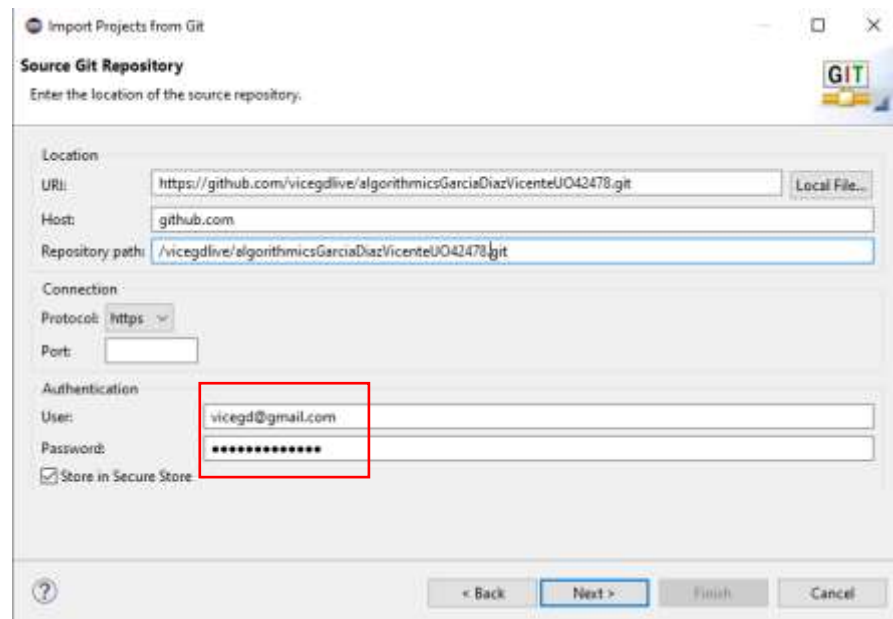 Import Projects from Git
Source Git Repository
GIT
Enter the location of the source repository.
Location
URI: https://github.com/vicegdlive/algorithmicsGarciaDiazVicenteUO42478.git Local File...
Host: github.com
Repository path: /vicegdlive/algorithmicsGarciaDiazVicenteUO42478.git
Connection
Protocol: https
Port:
Authentication
User: vicegd@gmail.com
Password: •••••••••••••
Store in Secure Store
? < Back Next > Finish Cancel